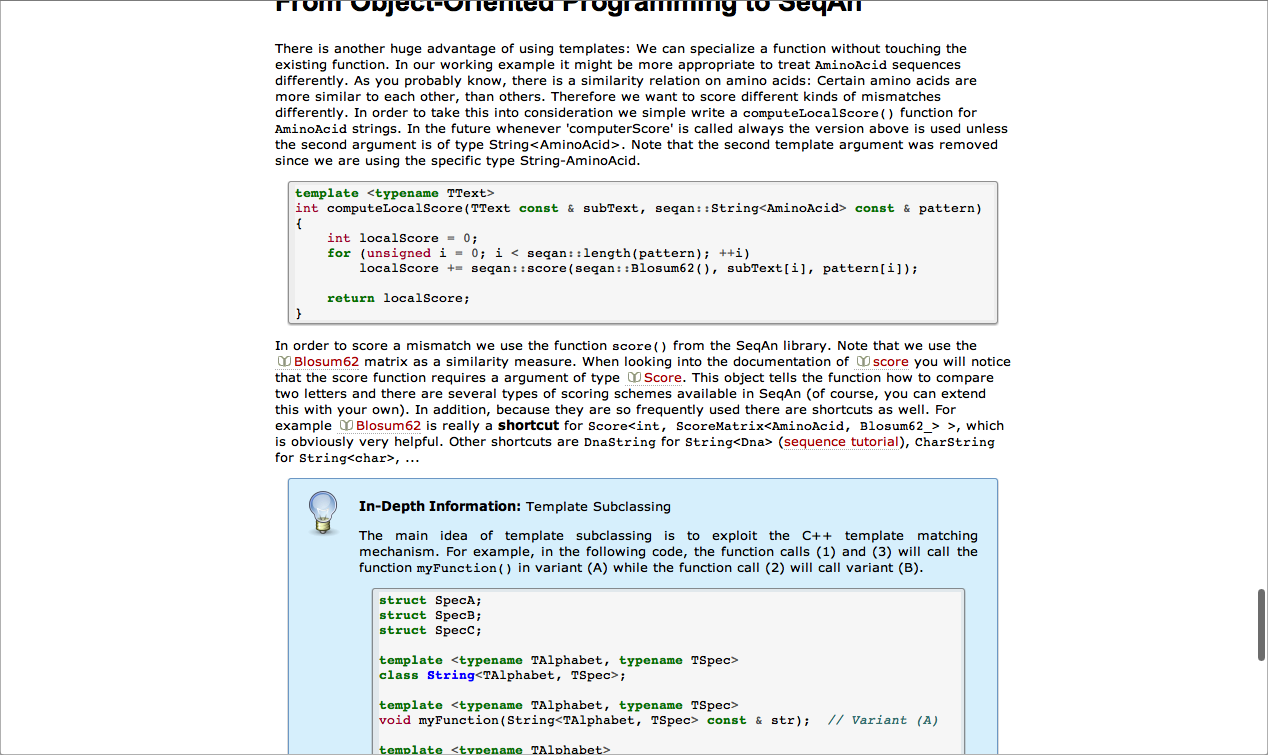 From Object-Oriented Programming to SeqAn
There is another huge advantage of using templates: We can specialize a function without touching the
existing function. In our working example it might be more appropriate to treat AminoAcid sequences
differently. As you probably know, there is a similarity relation on amino acids: Certain amino acids are
more similar to each other, than others. Therefore we want to score different kinds of mismatches
differently. In order to take this into consideration we simple write a computeLocalScore() function for
AminoAcid strings. In the future whenever 'computerScore' is called always the version above is used unless
the second argument is of type String<AminoAcid>. Note that the second template argument was removed
since we are using the specific type String-AminoAcid.
template <typename TText>
int computeLocalScore(TText const & subText, seqan::String<AminoAcid> const & pattern)
{
    int localScore = 0;
    for (unsigned i = 0; i < seqan::length(pattern); ++i)
        localScore += seqan::score(seqan::Blosum62(), subText[i], pattern[i]);
    return localScore;
}
In order to score a mismatch we use the function score() from the SeqAn library. Note that we use the
Blosum62 matrix as a similarity measure. When looking into the documentation of score you will notice
that the score function requires a argument of type Score. This object tells the function how to compare
two letters and there are several types of scoring schemes available in SeqAn (of course, you can extend
this with your own). In addition, because they are so frequently used there are shortcuts as well. For
example Blosum62 is really a shortcut for Score<int, ScoreMatrix<AminoAcid, Blosum62_> >, which
is obviously very helpful. Other shortcuts are DnaString for String<Dna> (sequence tutorial), CharString
for String<char>, ...
In-Depth Information: Template Subclassing
The main idea of template subclassing is to exploit the C++ template matching
mechanism. For example, in the following code, the function calls (1) and (3) will call the
function myFunction() in variant (A) while the function call (2) will call variant (B).
struct SpecA;
struct SpecB;
struct SpecC;
template <typename TAlphabet, typename TSpec>
class String<TAlphabet, TSpec>;
template <typename TAlphabet, typename TSpec>
void myFunction(String<TAlphabet, TSpec> const & str);  // Variant (A)
template <typename TAlphabet>